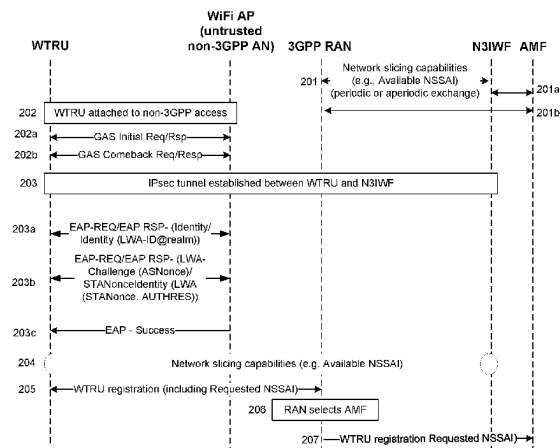 WiFi AP
(untrusted
non-3GPP AN)
WTRU
3GPP RAN
N3IWF
AMF
Network slicing capabilities
(e.g., Available NSSAI)
(periodic or aperiodic exchange)
201
201a
201b
202
WTRU attached to non-3GPP access
202a
GAS Initial Req/Rsp
202b
GAS Comeback Req/Resp
203
IPsec tunnel established between WTRU and N3IWF
203a
EAP-REQ/EAP RSP- (Identity/
Identity (LWA-ID@realm))
203b
EAP-REQ/EAP RSP- (LWA-
Challenge (ASNonce)/
STANonceIdentity (LWA
(STANonce. AUTHRES))
203c
EAP - Success
204
Network slicing capabilities (e.g. Available NSSAI)
205
WTRU registration (including Requested NSSAI)
206
RAN selects AMF
207
WTRU registration Requested NSSAI)